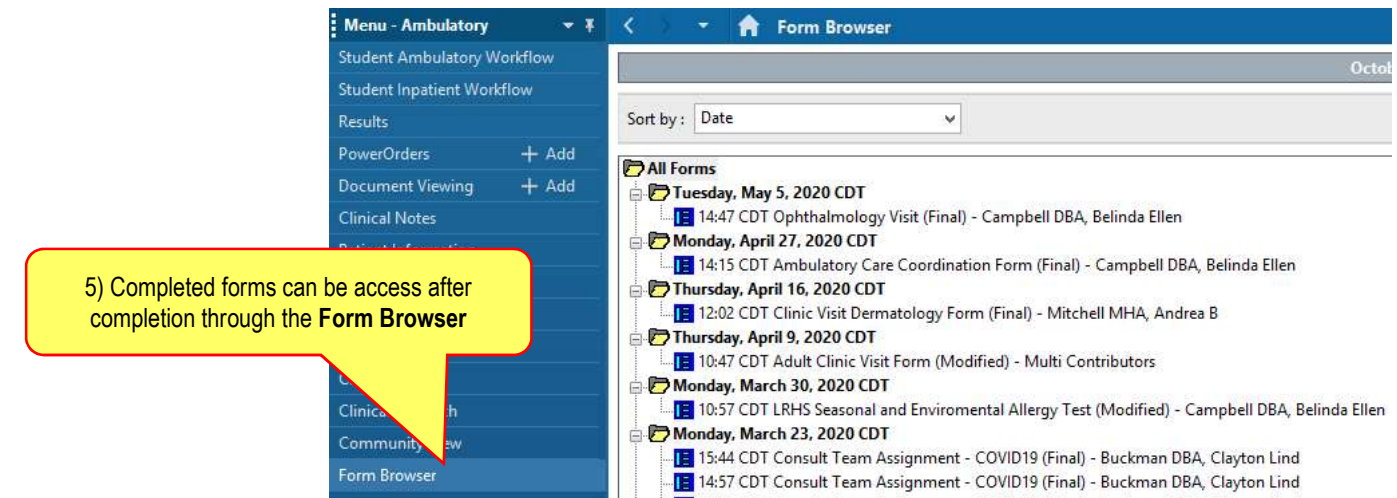 Menu - Ambulatory
Form Browser
Student Ambulatory Workflow
Student Inpatient Workflow
Results
PowerOrders + Add
Document Viewing + Add
Clinical Notes
5) Completed forms can be access after
completion through the Form Browser
Clinical
Community
Form Browser
Sort by : Date
All Forms
Tuesday, May 5, 2020 CDT
14:47 CDT Ophthalmology Visit (Final) - Campbell DBA, Belinda Ellen
Monday, April 27, 2020 CDT
14:15 CDT Ambulatory Care Coordination Form (Final) - Campbell DBA, Belinda Ellen
Thursday, April 16, 2020 CDT
12:02 CDT Clinic Visit Dermatology Form (Final) - Mitchell MHA, Andrea B
Thursday, April 9, 2020 CDT
10:47 CDT Adult Clinic Visit Form (Modified) - Multi Contributors
Monday, March 30, 2020 CDT
10:57 CDT LRHS Seasonal and Enviromental Allergy Test (Modified) - Campbell DBA, Belinda Ellen
Monday, March 23, 2020 CDT
15:44 CDT Consult Team Assignment - COVID19 (Final) - Buckman DBA, Clayton Lind
14:57 CDT Consult Team Assignment - COVID19 (Final) - Buckman DBA, Clayton Lind